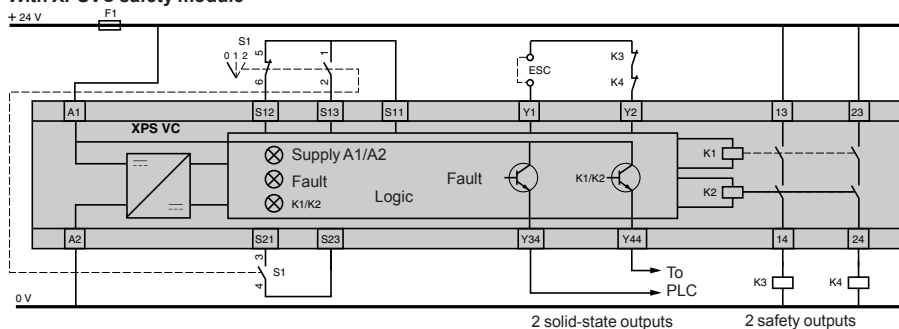 With XPSVC safety module
+ 24 V
F1
S1
0 1 2
5
6
1
2
ESC
K3
K4
A1
S12
S13
S11
Y1
Y2
13
23
XPS VC
Supply A1/A2
Fault
K1/K2
Logic
Fault
K1/K2
K1
K2
A2
S21
S23
Y34
Y44
14
24
3
4
S1
To
PLC
K3
K4
0 V
2 solid-state outputs
2 safety outputs